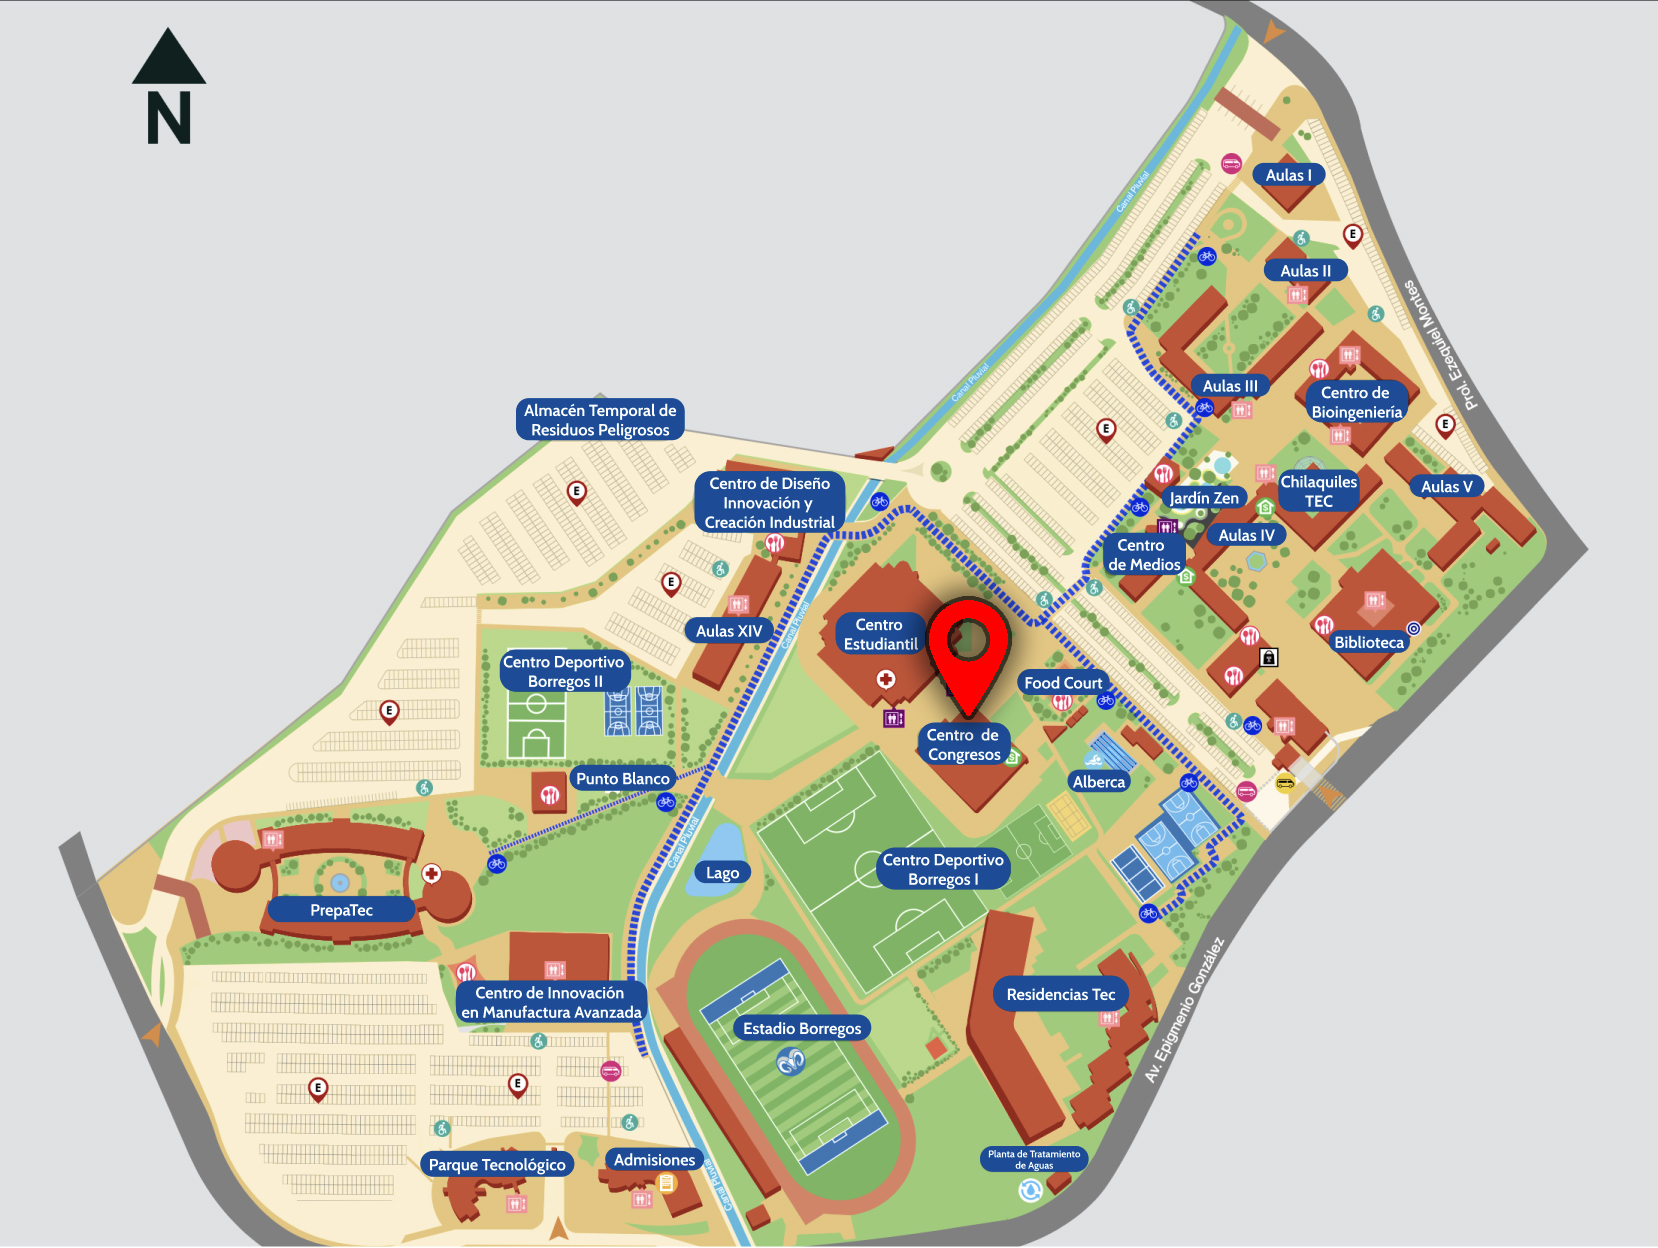 N
Canal Pluvial
Aulas I
E
Aulas II
Prol. Ezequiel Montes
Canal Pluvial
Aulas III
Centro de
Bioingeniería
Almacén Temporal de
Residuos Peligrosos
E
E
E
Centro de Diseño
Innovación y
Creación Industrial
Jardín Zen
Chilaquiles
TEC
Aulas V
Aulas IV
Centro
de Medios
E
Aulas XIV
Canal Pluvial
Centro
Estudiantil
Biblioteca
Centro Deportivo
Borregos II
Food Court
E
Centro de
Congresos
Punto Blanco
Alberca
Canal Pluvial
Lago
Centro Deportivo
Borregos I
PrepaTec
Centro de Innovación
en Manufactura Avanzada
Residencias Tec
Estadio Borregos
Av. Epigmenio González
E
E
Parque Tecnológico
Admisiones
Canal Pluvial
Planta de Tratamiento
de Aguas